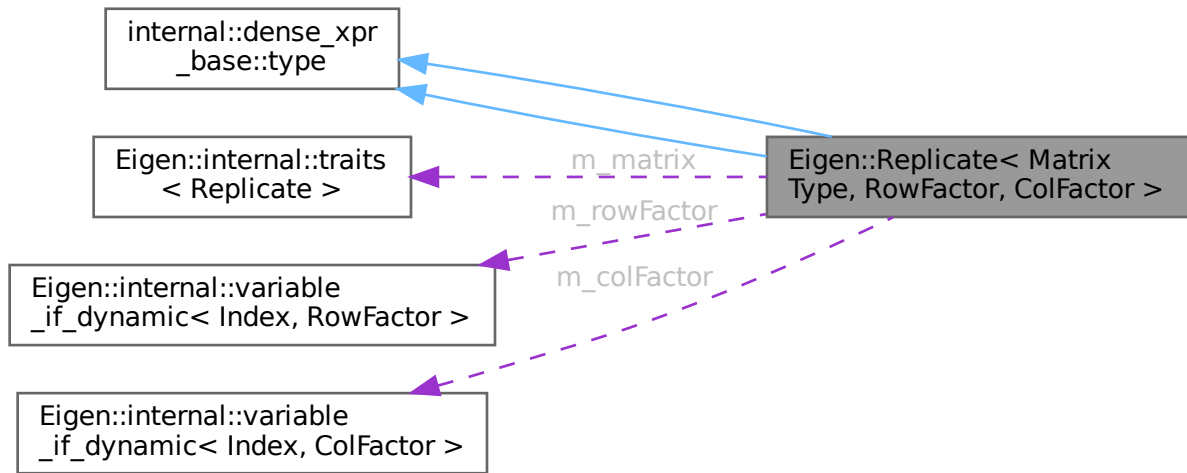 internal::dense_xpr
_base::type
Eigen::internal::traits
< Replicate >
m_matrix
Eigen::Replicate< Matrix
Type, RowFactor, ColFactor >
m_rowFactor
m_colFactor
Eigen::internal::variable
_if_dynamic< Index, RowFactor >
Eigen::internal::variable
_if_dynamic< Index, ColFactor >